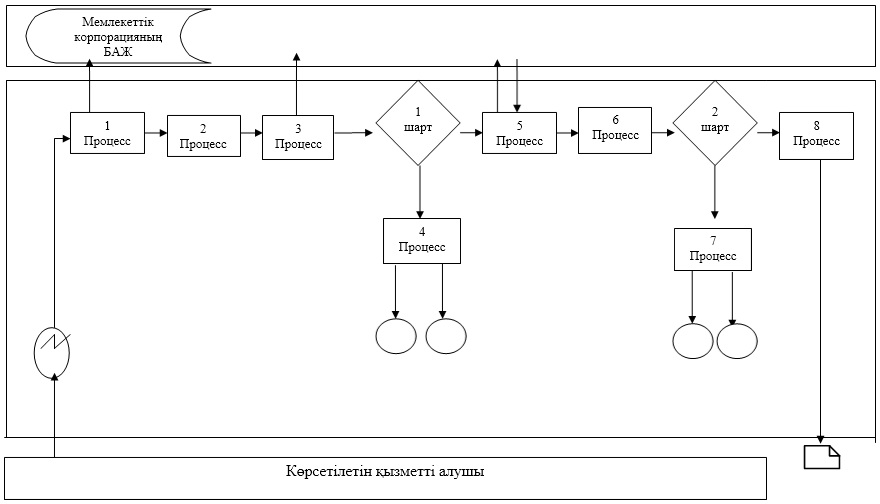 Мемлекеттік
корпорацияның
БАЖ
1
Процесс
2
Процесс
3
Процесс
1
шарт
5
Процесс
6
Процесс
2
шарт
8
Процесс
4
Процесс
7
Процесс
Көрсетілетін қызметті алушы